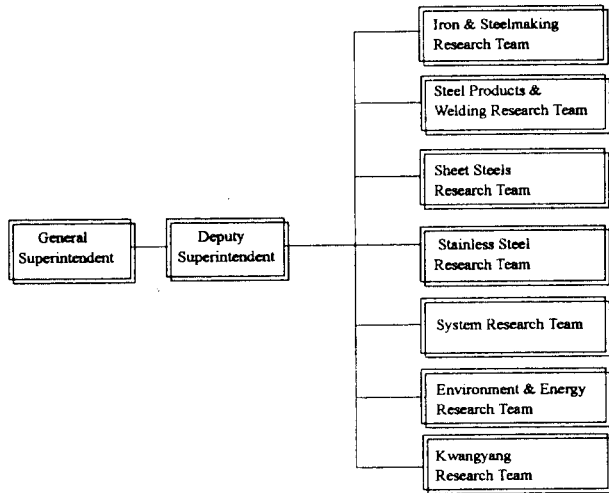 Iron & Steelmaking
Research Team
Steel Products &
Welding Research Team
Sheet Steels
Research Team
General
Superintendent
Deputy
Superintendent
Stainless Steel
Research Team
System Research Team
Environment & Energy
Research Team
Kwangyang
Research Team